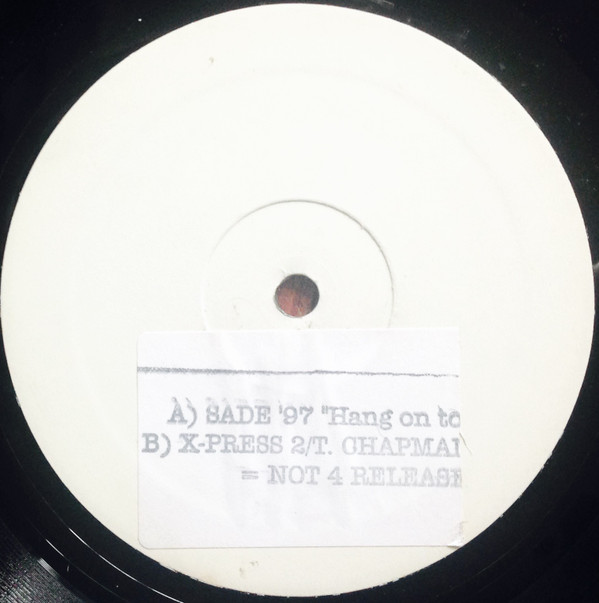 A) SADE '97 "Hang on to
B) X-PRESS 2/T. CHAPMAN
= NOT 4 RELEASE